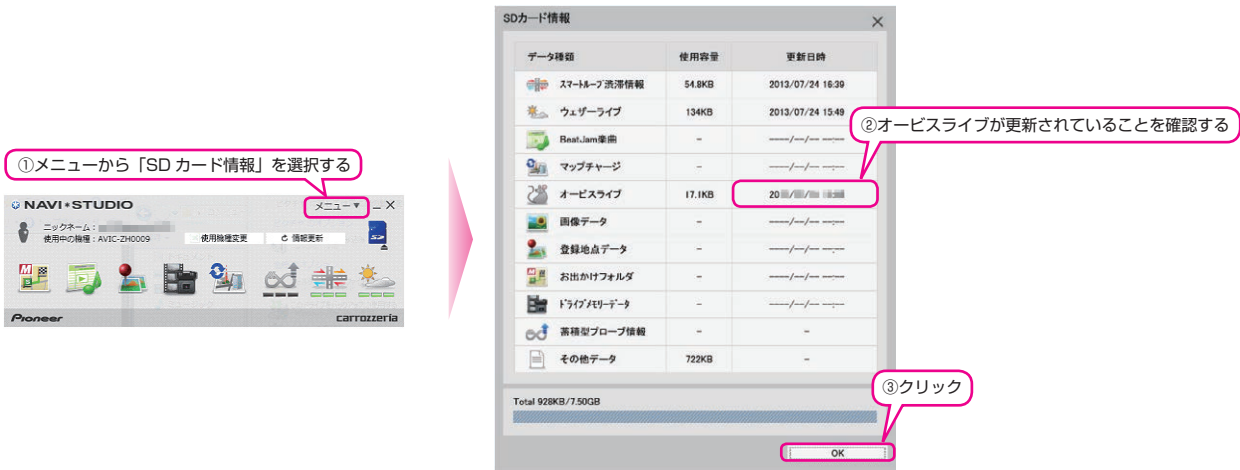 ①メニューから「SD カード情報」を選択する
NAVI*STUDIO
メニュー▼
ニックネーム:
使用中の機種:AVIC-ZH0009
使用機種変更
情報更新
Pioneer
carrozzeria
SDカード情報
データ種類 使用容量 更新日時
スマートループ渋滞情報 54.8KB 2013/07/24 16:39
ウェザーライブ 134KB 2013/07/24 15:49
②オービスライブが更新されていることを確認する
BeatJam楽曲 - ----/--/-- --:--
マップチャージ - ----/--/-- --:--
オービスライブ 17.1KB 20
画像データ - ----/--/-- --:--
登録地点データ - ----/--/-- --:--
お出かけフォルダ - ----/--/-- --:--
ドライブメモリーデータ - ----/--/-- --:--
蓄積型プローブ情報 - -
その他データ 722KB -
③クリック
Total 928KB/7.50GB
OK